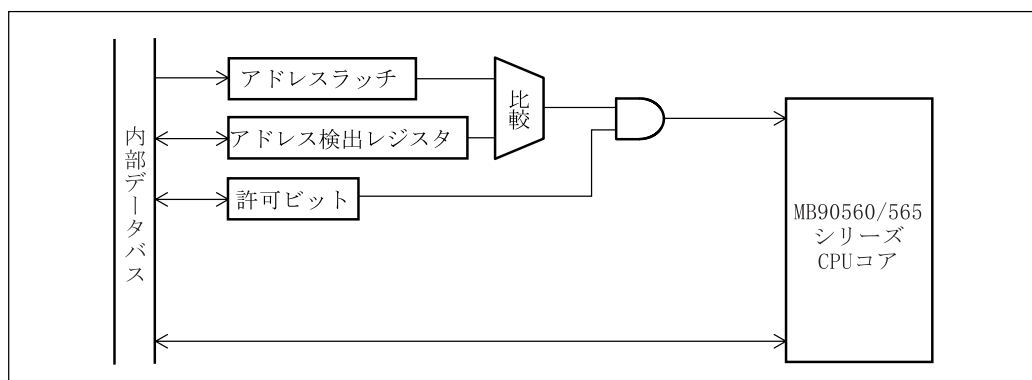 内部データバス
アドレスラッチ
アドレス検出レジスタ
許可ビット
比較
MB90560/565
シリーズ
CPUコア